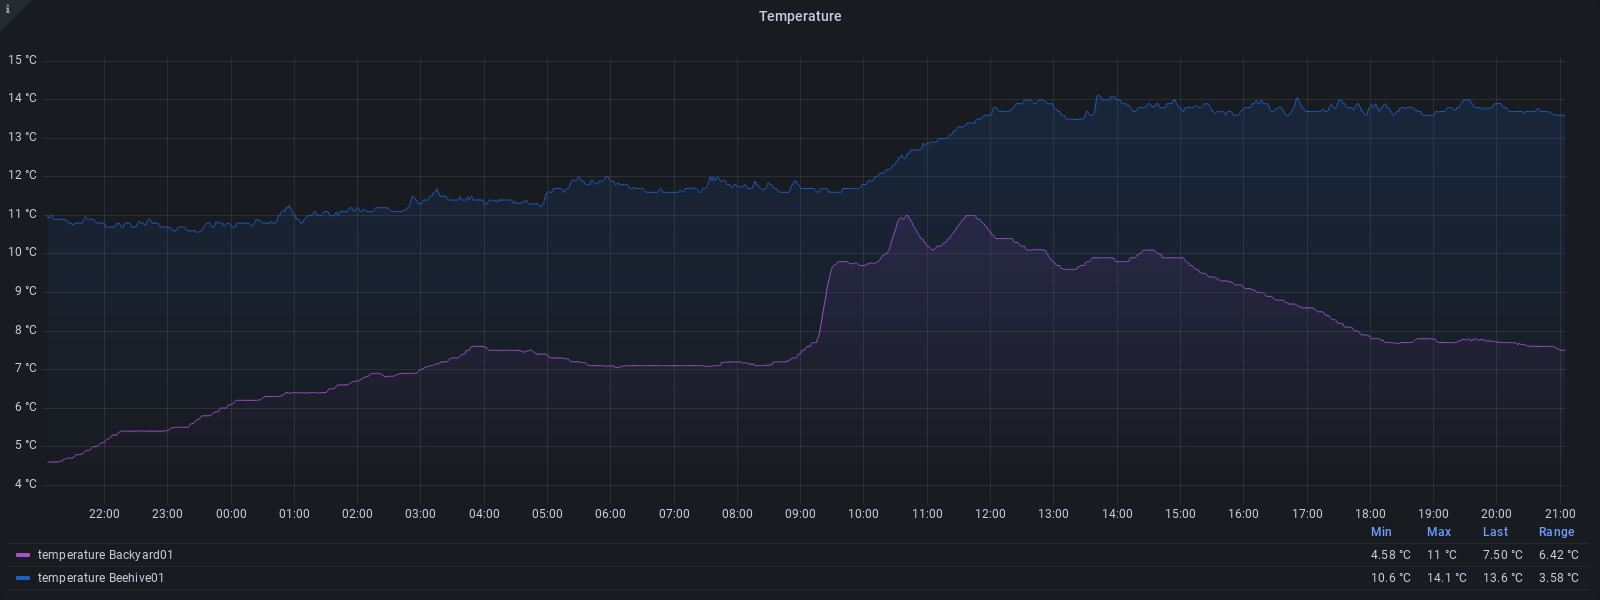 i
Temperature
15 °C
14 °C
13 °C
12 °C
11 °C
10 °C
9 °C
8 °C
7 °C
6 °C
5 °C
4 °C
22:00 23:00 00:00 01:00 02:00 03:00 04:00 05:00 06:00 07:00 08:00 09:00 10:00 11:00 12:00 13:00 14:00 15:00 16:00 17:00 18:00 19:00 20:00 21:00
Min Max Last Range
temperature Backyard01 4.58 °C 11 °C 7.50 °C 6.42 °C
temperature Beehive01 10.6 °C 14.1 °C 13.6 °C 3.58 °C